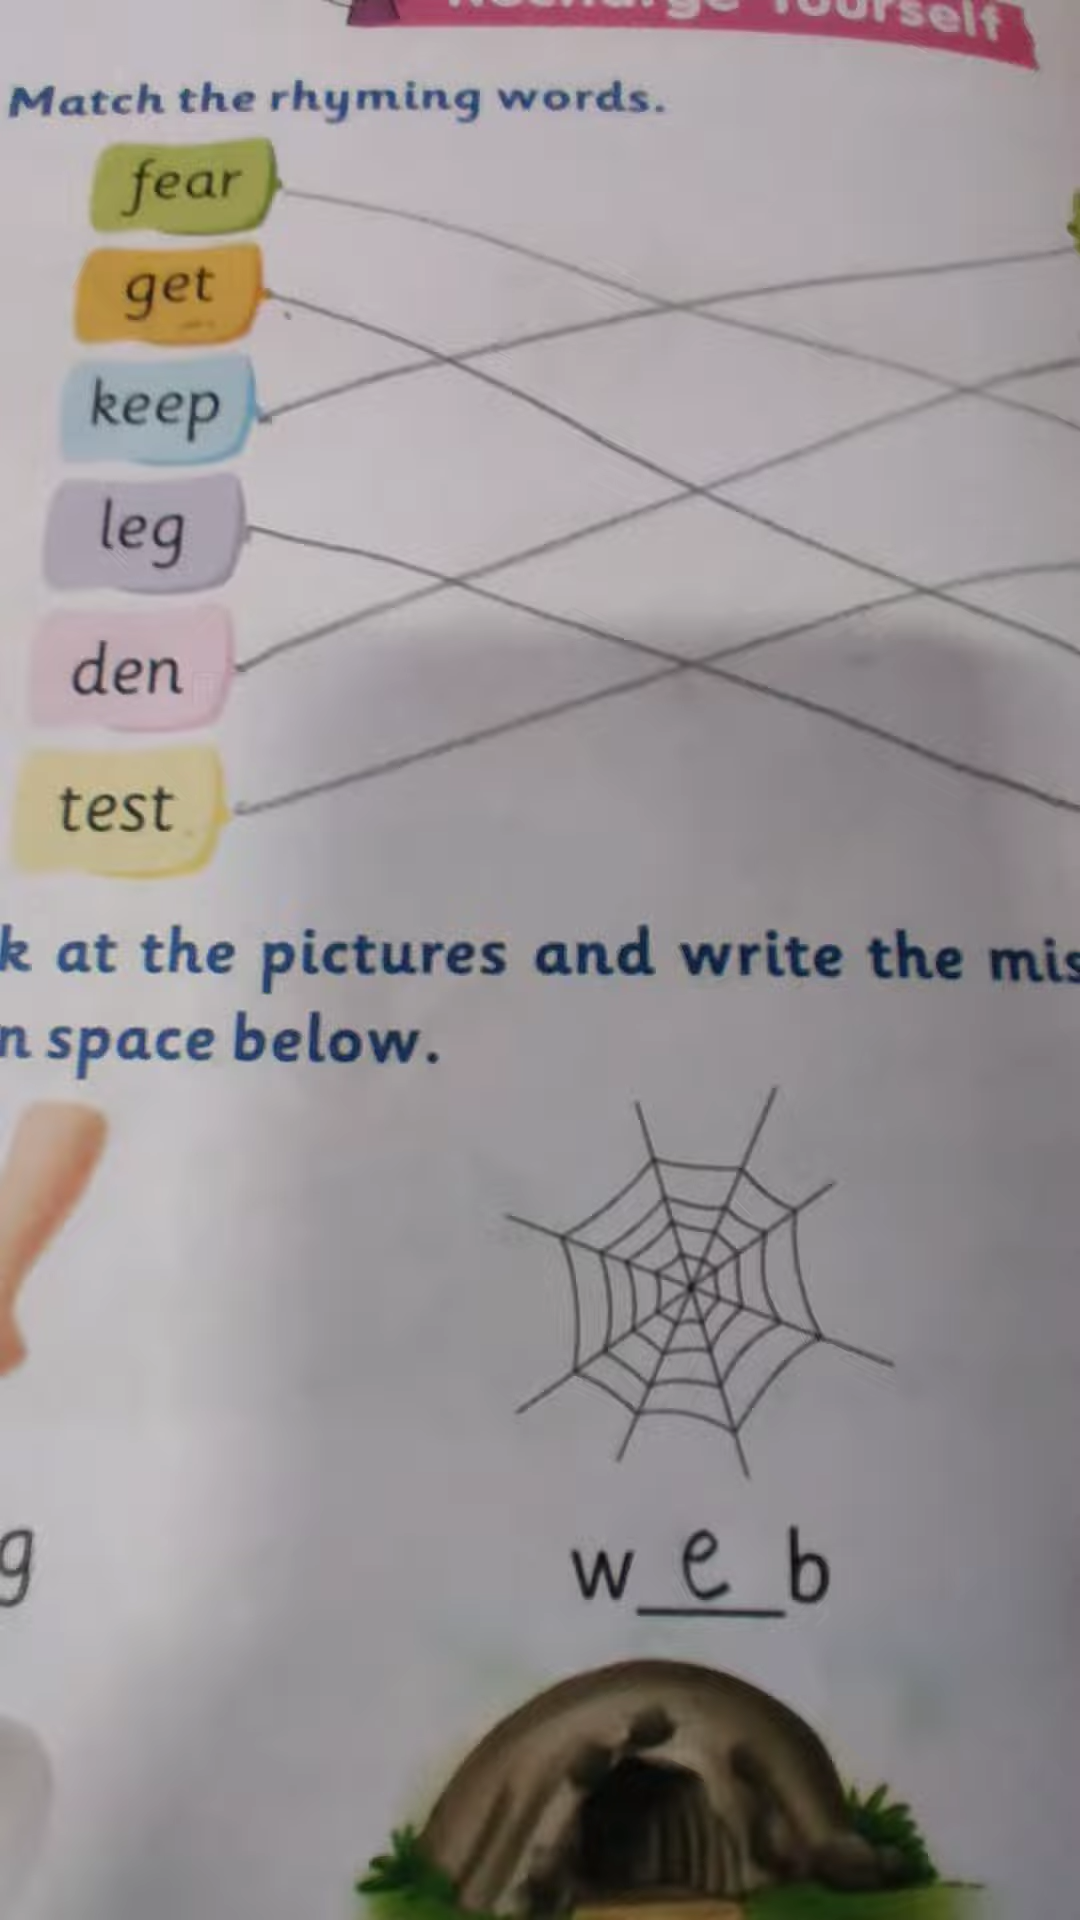 Recharge Yourself
Match the rhyming words.
fear
get
keep
leg
den
test
k at the pictures and write the mis
n space below.
g
w e b